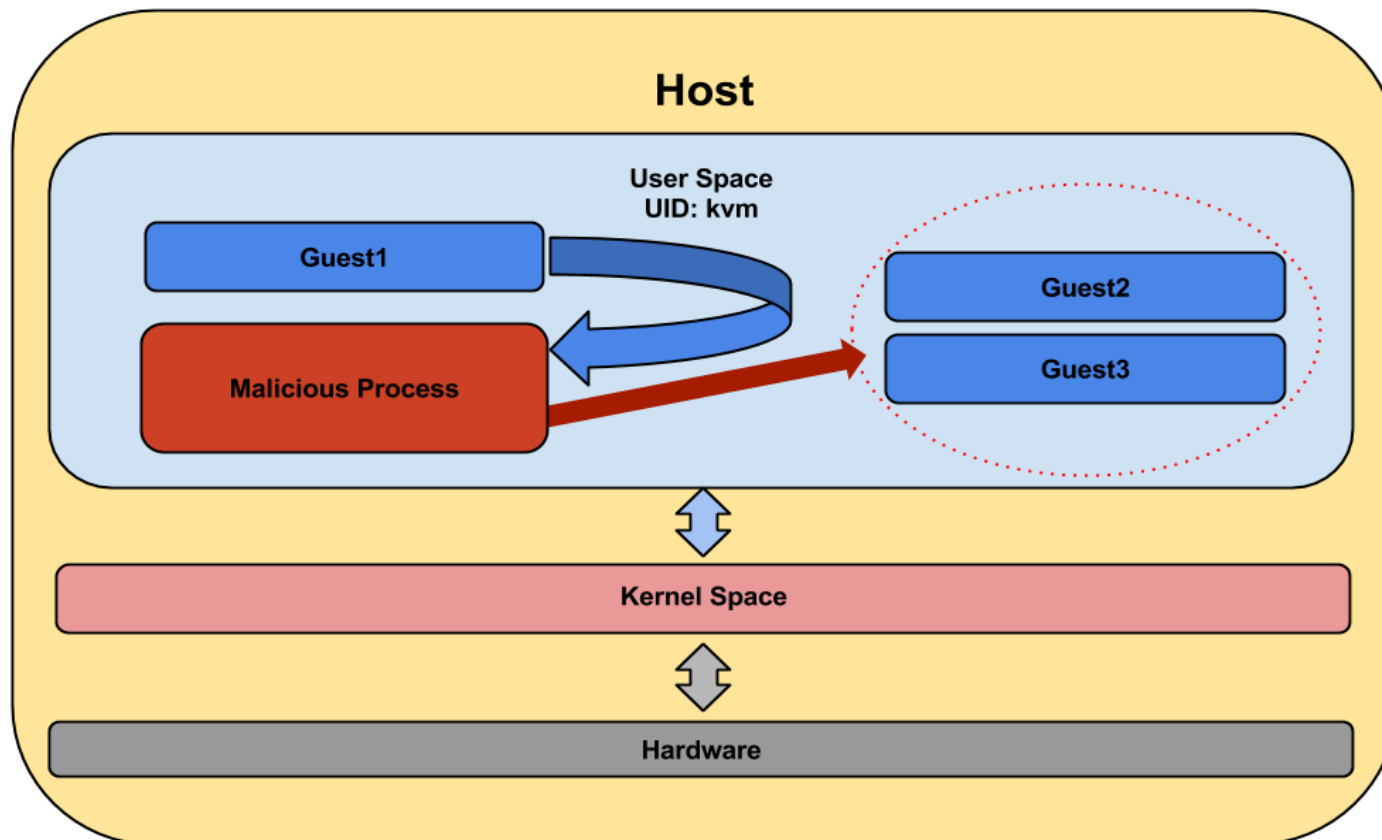 Host
User Space
UID: kvm
Guest1
Malicious Process
Guest2
Guest3
Kernel Space
Hardware